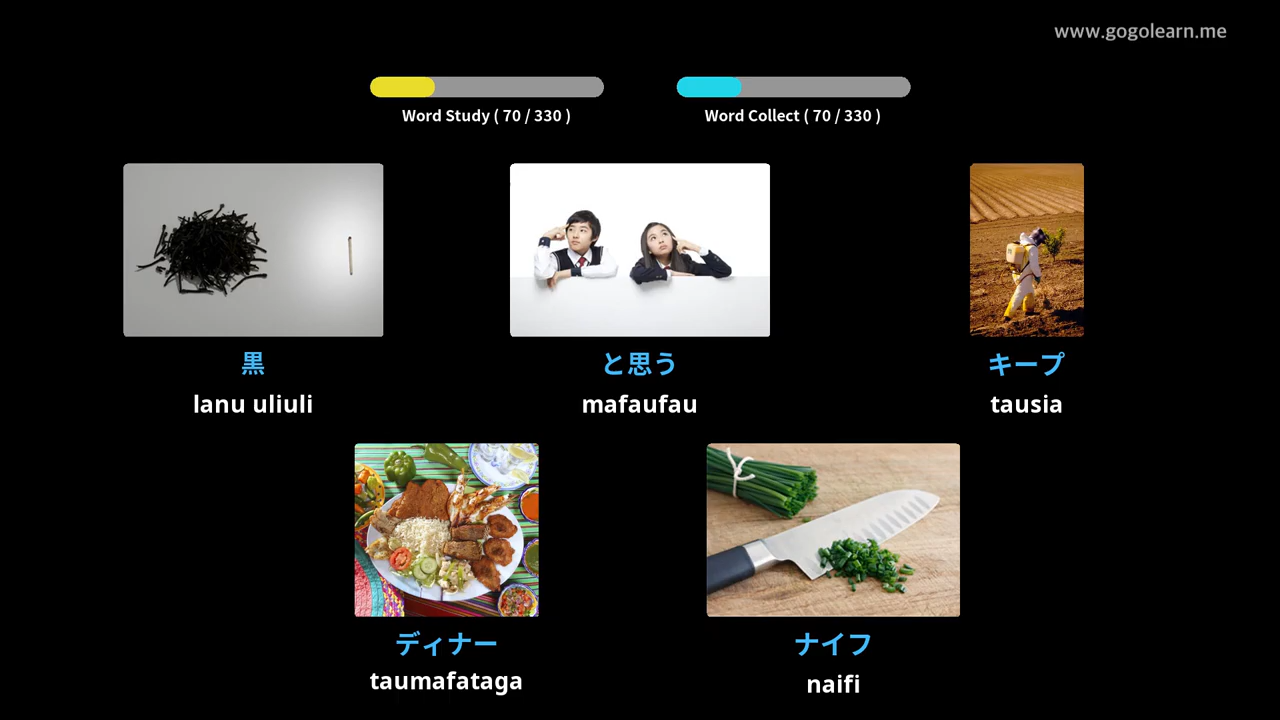 www.gogolearn.me
Word Study ( 70 / 330 )
Word Collect ( 70 / 330 )
黒
lanu uliuli
と思う
mafaufau
キープ
tausia
ディナー
taumafataga
ナイフ
naifi